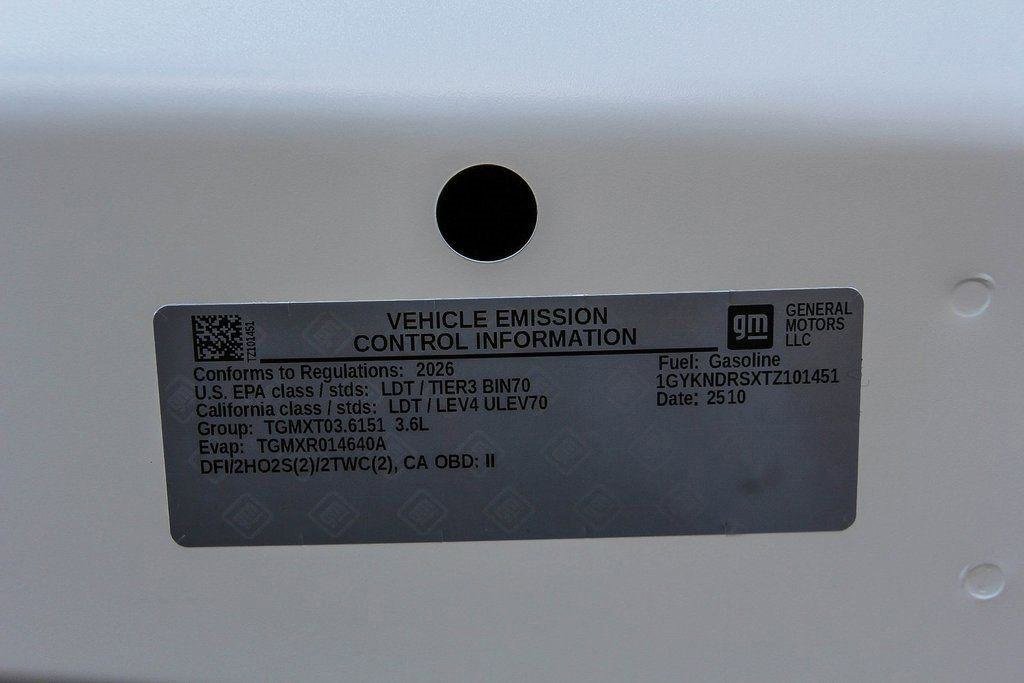 TZ101451
VEHICLE EMISSION
CONTROL INFORMATION
gm
GENERAL
MOTORS
LLC
Conforms to Regulations: 2026
U.S. EPA class / stds: LDT / TIER3 BIN70
California class / stds: LDT / LEV4 ULEV70
Group: TGMXT03.6151 3.6L
Evap: TGMXR014640A
DFI/2HO2S(2)/2TWC(2), CA OBD: II
Fuel: Gasoline
1GYKNDRSXTZ101451
Date: 2510